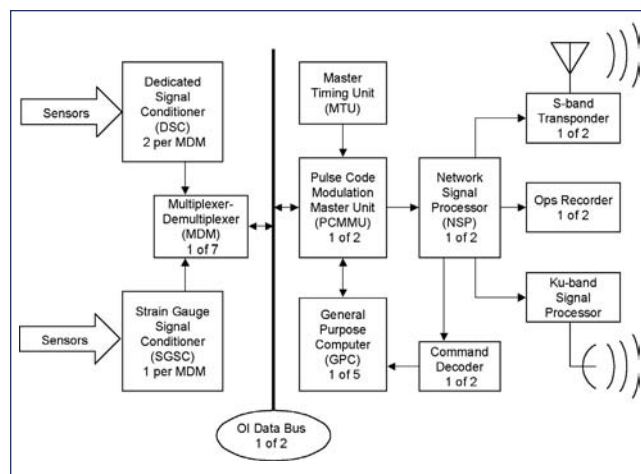 Sensors
Dedicated
Signal
Conditioner
(DSC)
2 per MDM
Multiplexer-
Demultiplexer
(MDM)
1 of 7
Sensors
Strain Gauge
Signal
Conditioner
(SGSC)
1 per MDM
OI Data Bus
1 of 2
Master
Timing Unit
(MTU)
Pulse Code
Modulation
Master Unit
(PCMMU)
1 of 2
General
Purpose
Computer
(GPC)
1 of 5
Network
Signal
Processor
(NSP)
1 of 2
Command
Decoder
1 of 2
S-band
Transponder
1 of 2
Ops Recorder
1 of 2
Ku-band
Signal
Processor